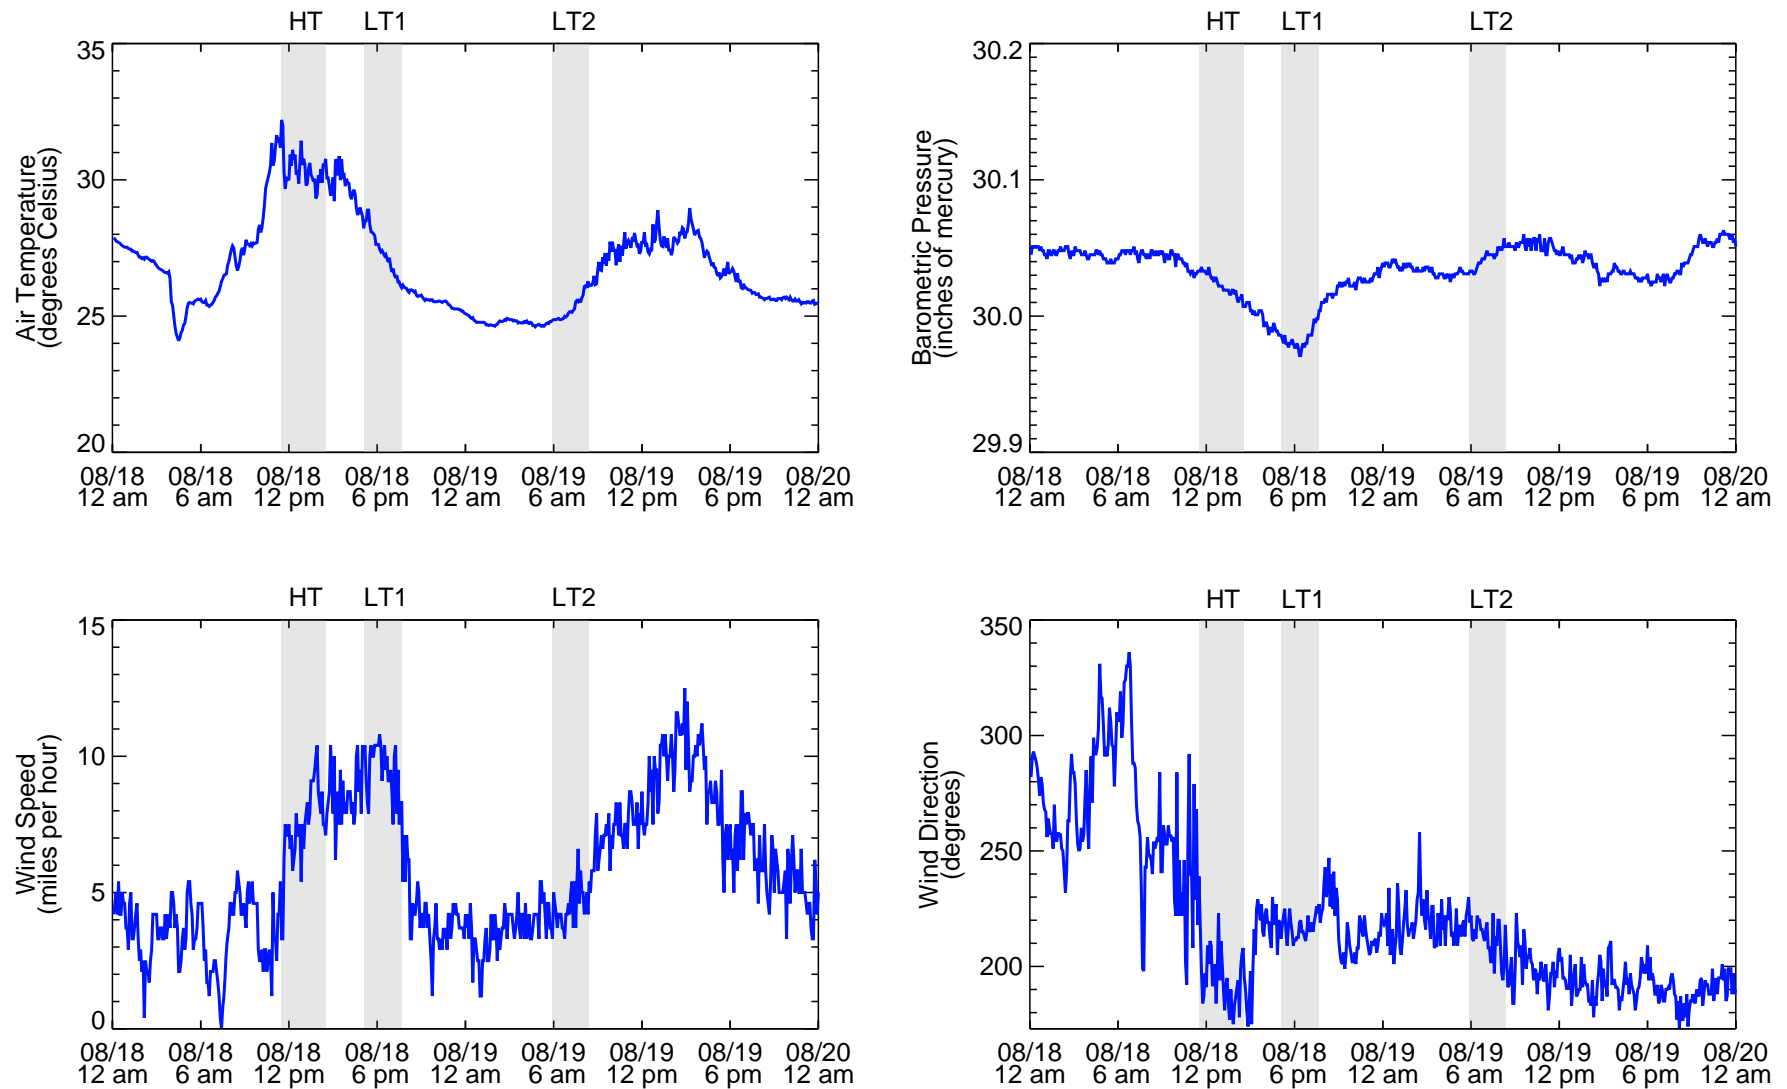 HT LT1 LT2
35
30
25
20
Air Temperature
(degrees Celsius)
08/18 08/18 08/18 08/18 08/19 08/19 08/19 08/19 08/20
12 am 6 am 12 pm 6 pm 12 am 6 am 12 pm 6 pm 12 am
HT LT1 LT2
30.2
30.1
30.0
29.9
Barometric Pressure
(inches of mercury)
08/18 08/18 08/18 08/18 08/19 08/19 08/19 08/19 08/20
12 am 6 am 12 pm 6 pm 12 am 6 am 12 pm 6 pm 12 am
HT LT1 LT2
15
10
5
0
Wind Speed
(miles per hour)
08/18 08/18 08/18 08/18 08/19 08/19 08/19 08/19 08/20
12 am 6 am 12 pm 6 pm 12 am 6 am 12 pm 6 pm 12 am
HT LT1 LT2
350
300
250
200
Wind Direction
(degrees)
08/18 08/18 08/18 08/18 08/19 08/19 08/19 08/19 08/20
12 am 6 am 12 pm 6 pm 12 am 6 am 12 pm 6 pm 12 am